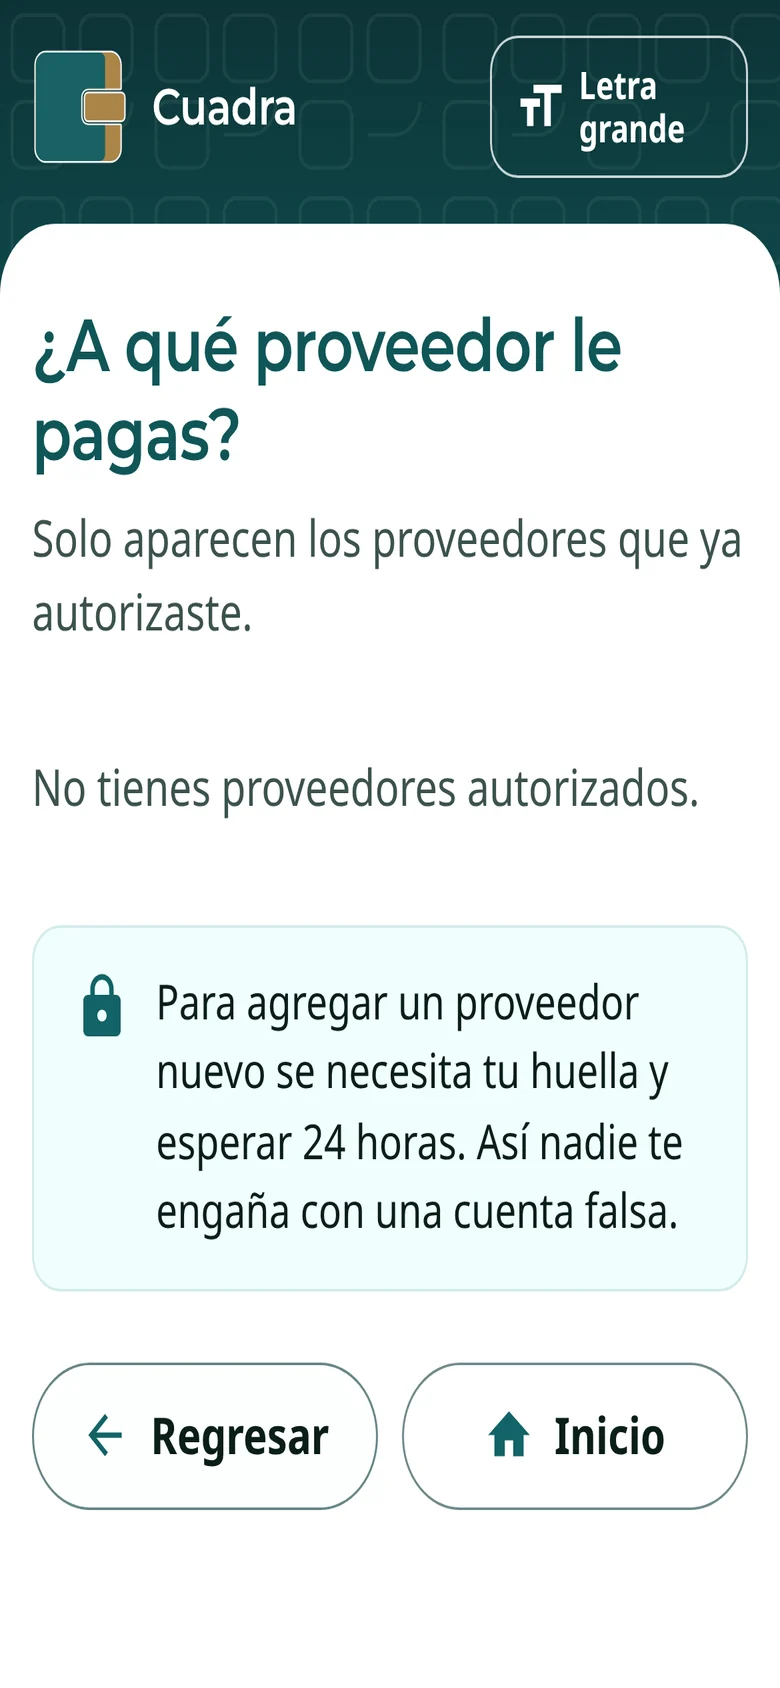 Cuadra
Letra
grande
¿A qué proveedor le
pagas?
Solo aparecen los proveedores que ya
autorizaste.
No tienes proveedores autorizados.
Para agregar un proveedor
nuevo se necesita tu huella y
esperar 24 horas. Así nadie te
engaña con una cuenta falsa.
Regresar
Inicio